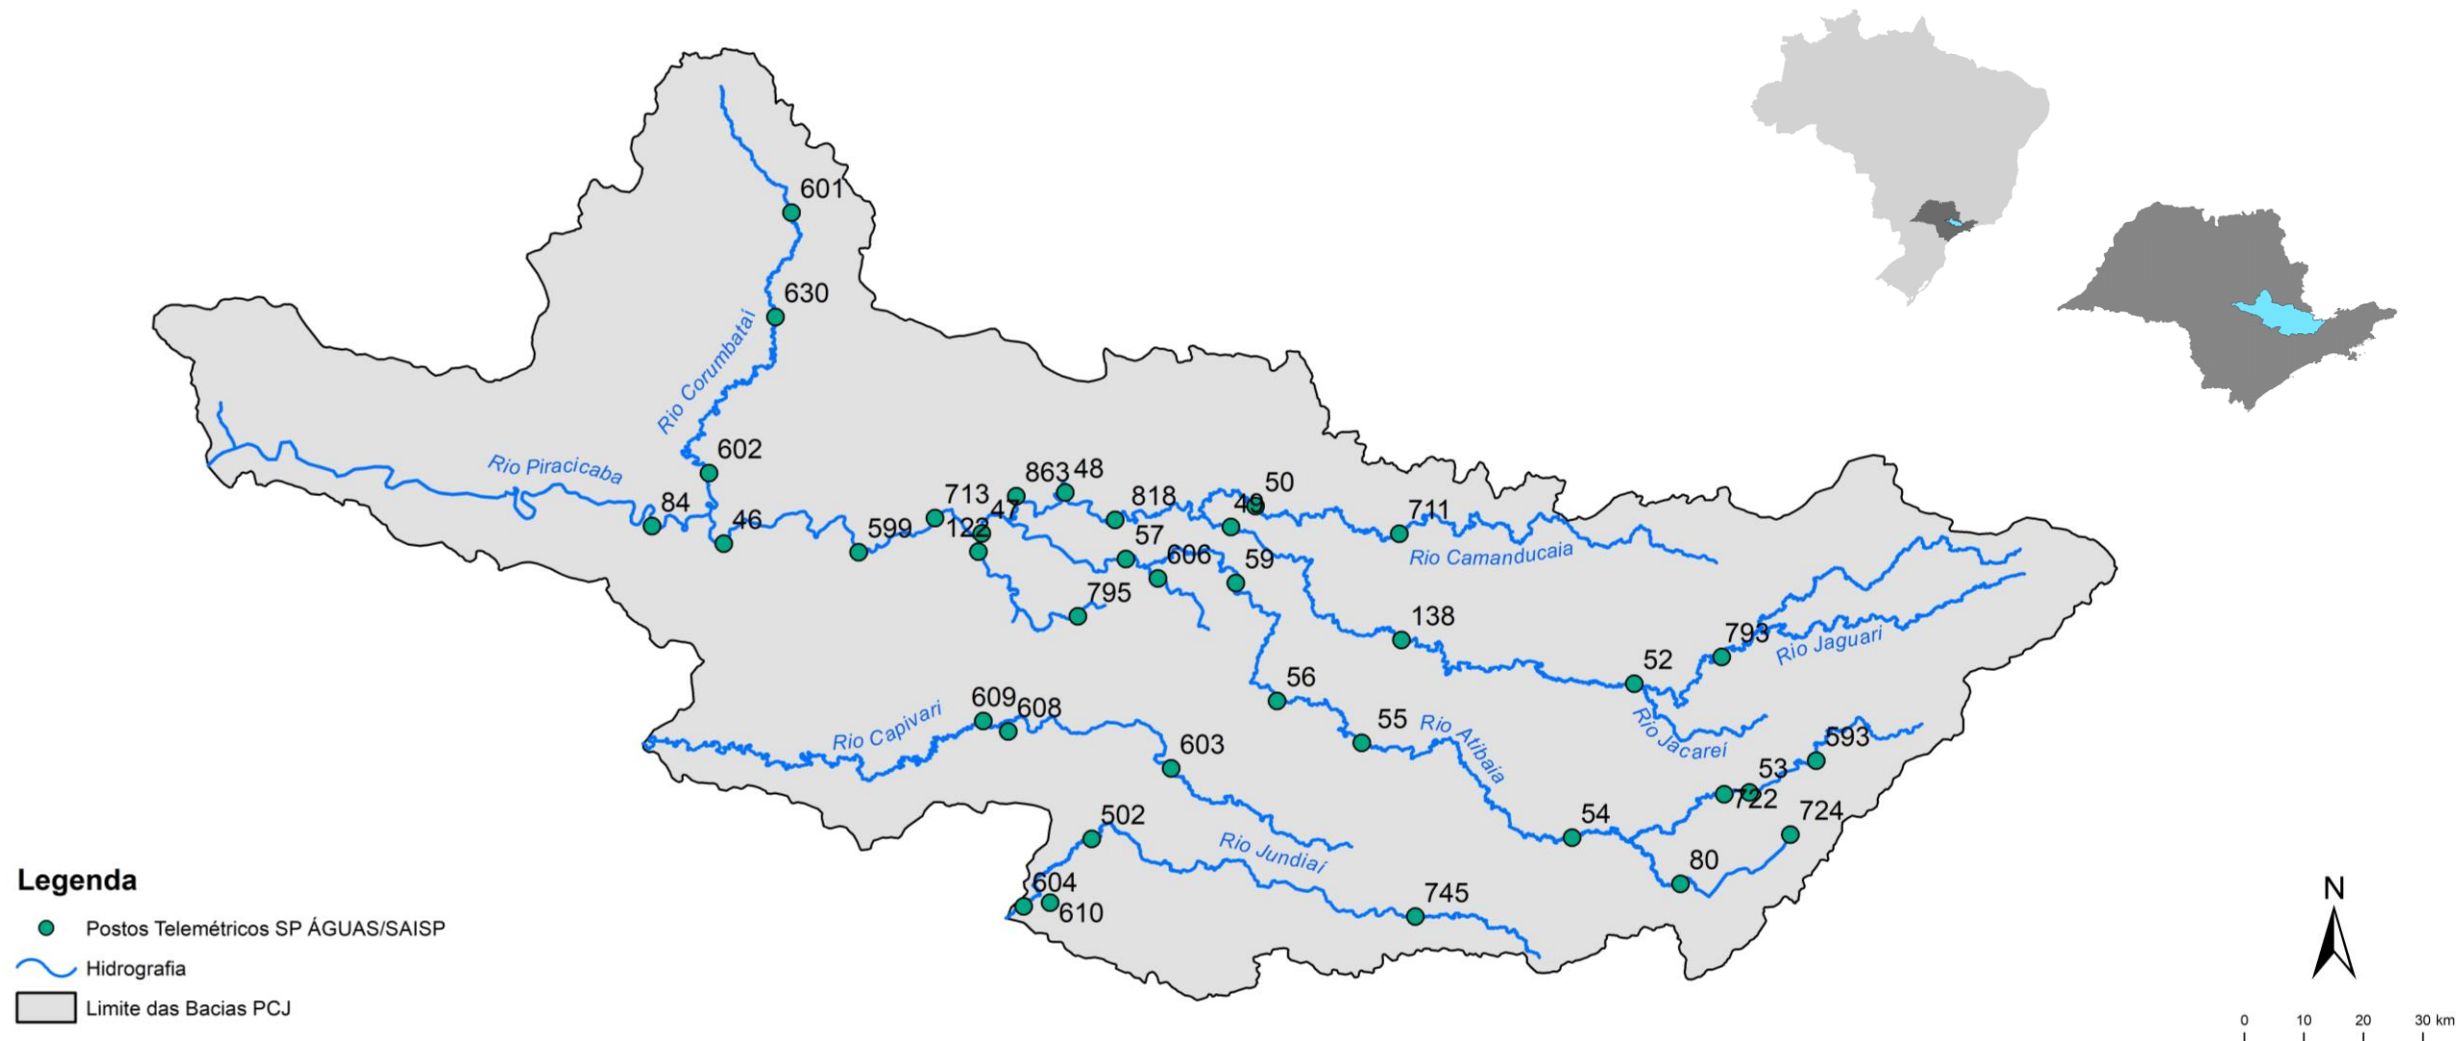 601
630
Rio Corumbataí
602
Rio Piracicaba
84
46
599
713
122
47
863
48
818
49
50
711
Rio Camanducaia
57
606
59
795
138
793
Rio Jaguari
52
Rio Jacareí
56
55
Rio Atibaia
593
53
722
724
54
80
609
608
Rio Capivari
603
502
Rio Jundiaí
745
604
610
Legenda
Postos Telemétricos SP ÁGUAS/SAISP
Hidrografia
Limite das Bacias PCJ
N
0 10 20 30 km